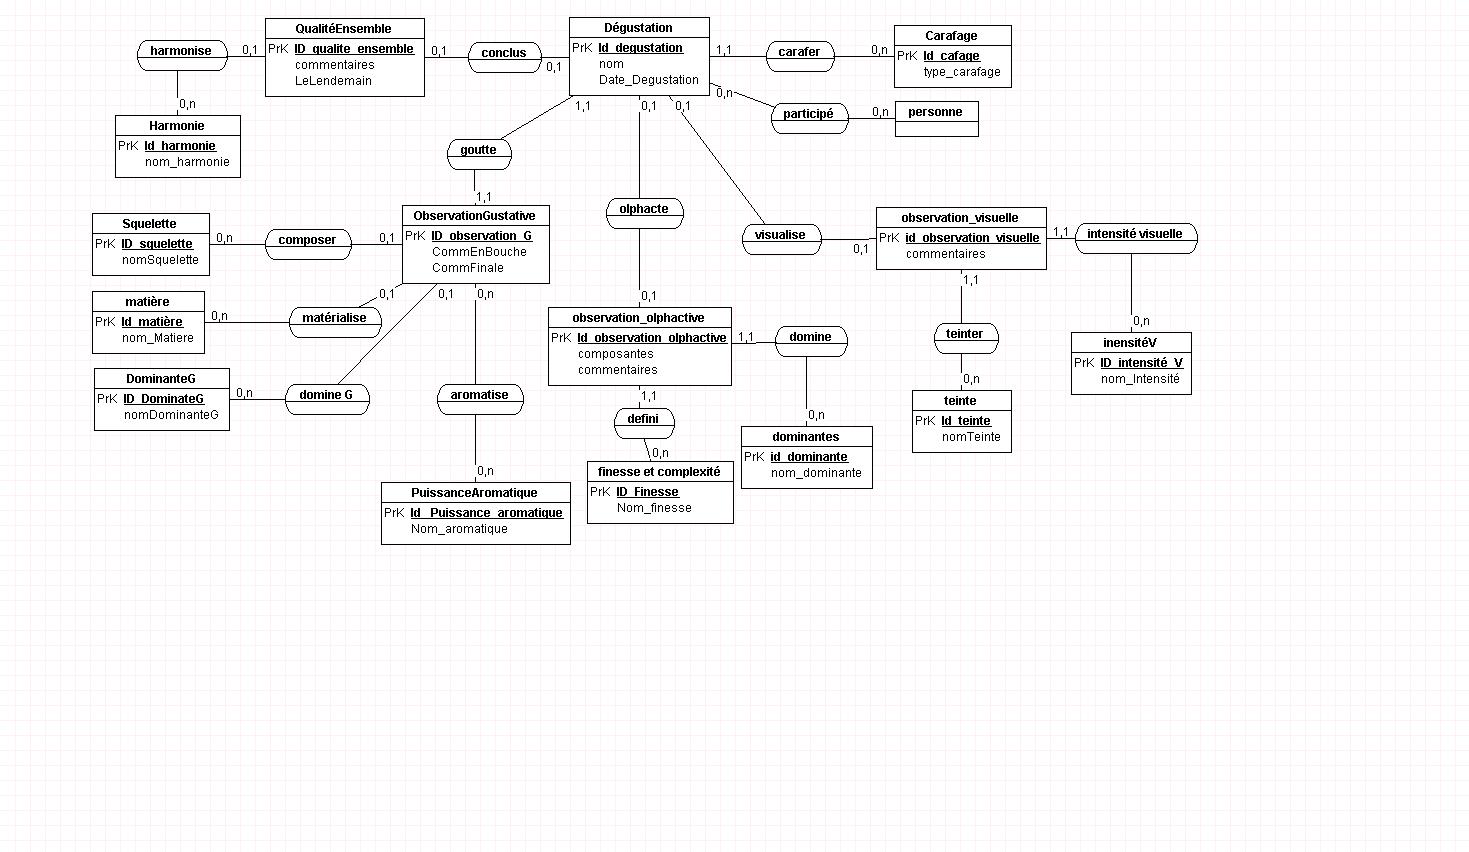 QualitéEnsemble
PrK ID_qualite_ensemble
commentaires
LeLendemain
harmonise
0,1
0,n
Harmonie
PrK Id_harmonie
nom_harmonie
0,1
conclus
0,1
Dégustation
PrK Id_degustation
nom
Date_Degustation
1,1
carafer
0,n
Carafage
PrK Id_cafage
type_carafage
0,n
participé
0,n
personne
1,1
goutte
1,1
0,1
olphacte
0,1
0,1
visualise
0,1
Squelette
PrK ID_squelette
nomSquelette
0,n
composer
0,1
ObservationGustative
PrK ID_observation_G
CommEnBouche
CommFinale
observation_visuelle
PrK id_observation_visuelle
commentaires
1,1
intensité visuelle
0,n
inensitéV
PrK ID_intensité_V
nom_Intensité
1,1
teinter
0,n
teinte
PrK Id_teinte
nomTeinte
matière
PrK Id_matière
nom_Matiere
0,n
matérialise
0,1
DominanteG
PrK ID_DominateG
nomDominanteG
0,n
domine G
0,1
0,n
aromatise
0,n
PuissanceAromatique
PrK Id_Puissance_aromatique
Nom_aromatique
observation_olphactive
PrK Id_observation_olphactive
composantes
commentaires
1,1
domine
0,n
dominantes
PrK id_dominante
nom_dominante
1,1
defini
0,n
finesse et complexité
PrK ID_Finesse
Nom_finesse